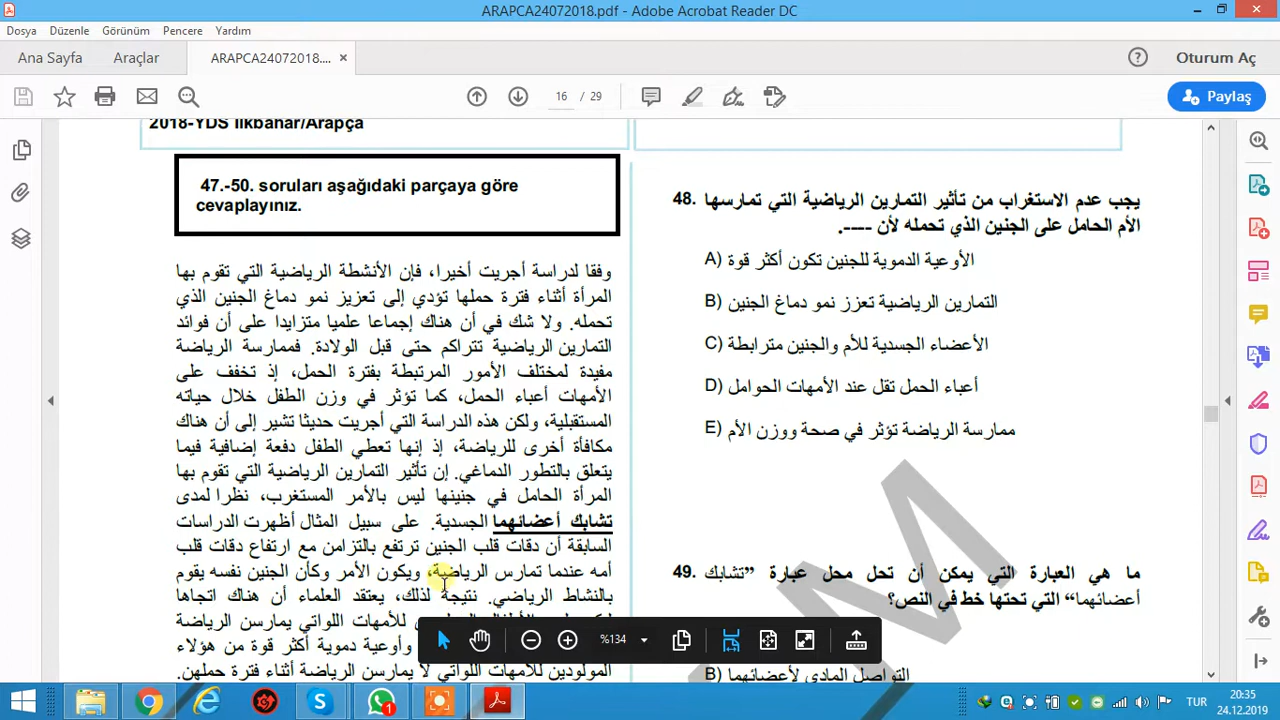 ARAPCA24072018.pdf - Adobe Acrobat Reader DC
Dosya Düzenle Görünüm Pencere Yardım
Ana Sayfa Araçlar ARAPCA24072018.... × Oturum Aç
16 / 29 Paylaş
2018-YDS İlkbahar/Arapça
47.-50. soruları aşağıdaki parçaya göre
cevaplayınız.
وفقا لدراسة أجريت أخيرا، فإن الأنشطة الرياضية التي تقوم بها
المرأة أثناء فترة حملها تؤدي إلى تعزيز نمو دماغ الجنين الذي
تحمله. ولا شك في أن هناك إجماعا علميا متزايدا على أن فوائد
التمارين الرياضية تتراكم حتى قبل الولادة. فممارسة الرياضة
مفيدة لمختلف الأمور المرتبطة بفترة الحمل، إذ تخفف على
الأمهات أعباء الحمل، كما تؤثر في وزن الطفل خلال حياته
المستقبلية، ولكن هذه الدراسة التي أجريت حديثا تشير إلى أن هناك
مكافأة أخرى للرياضة، إذ إنها تعطي الطفل دفعة إضافية فيما
يتعلق بالتطور الدماغي. إن تأثير التمارين الرياضية التي تقوم بها
المرأة الحامل في جنينها ليس بالأمر المستغرب، نظرا لمدى
تشابك أعضائهما الجسدية. على سبيل المثال أظهرت الدراسات
السابقة أن دقات قلب الجنين ترتفع بالتزامن مع ارتفاع دقات قلب
أمه عندما تمارس الرياضية، ويكون الأمر وكأن الجنين نفسه يقوم
بالنشاط الرياضي. نتيجة لذلك، يعتقد العلماء أن هناك اتجاها
للأمهات اللواتي يمارسن الرياضة
وأوعية دموية أكثر قوة من هؤلاء
المولودين للأمهات اللواتي لا يمارسن الرياضة أثناء فترة حملهن.
48. يجب عدم الاستغراب من تأثير التمارين الرياضية التي تمارسها
الأم الحامل على الجنين الذي تحمله لأن ----.
A) الأوعية الدموية للجنين تكون أكثر قوة
B) التمارين الرياضية تعزز نمو دماغ الجنين
C) الأعضاء الجسدية للأم والجنين مترابطة
D) أعباء الحمل تقل عند الأمهات الحوامل
E) ممارسة الرياضة تؤثر في صحة ووزن الأم
49. ما هي العبارة التي يمكن أن تحل محل عبارة ”تشابك
أعضائهما“ التي تحتها خط في النص؟
B) التواصل المادي لأعضائهما
M
%134
1
TUR
20:35
24.12.2019